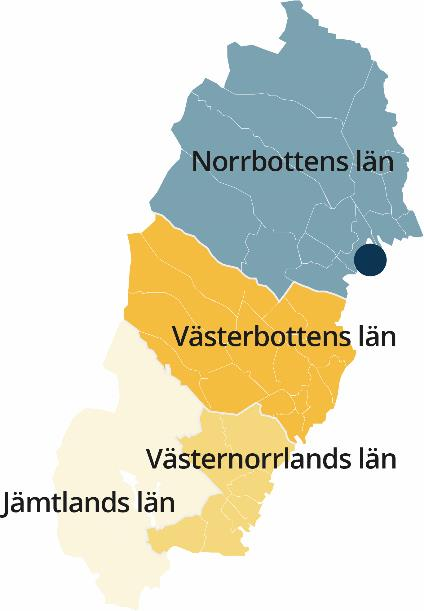 Norrbottens län
Västerbottens län
Västernorrlands län
Jämtlands län